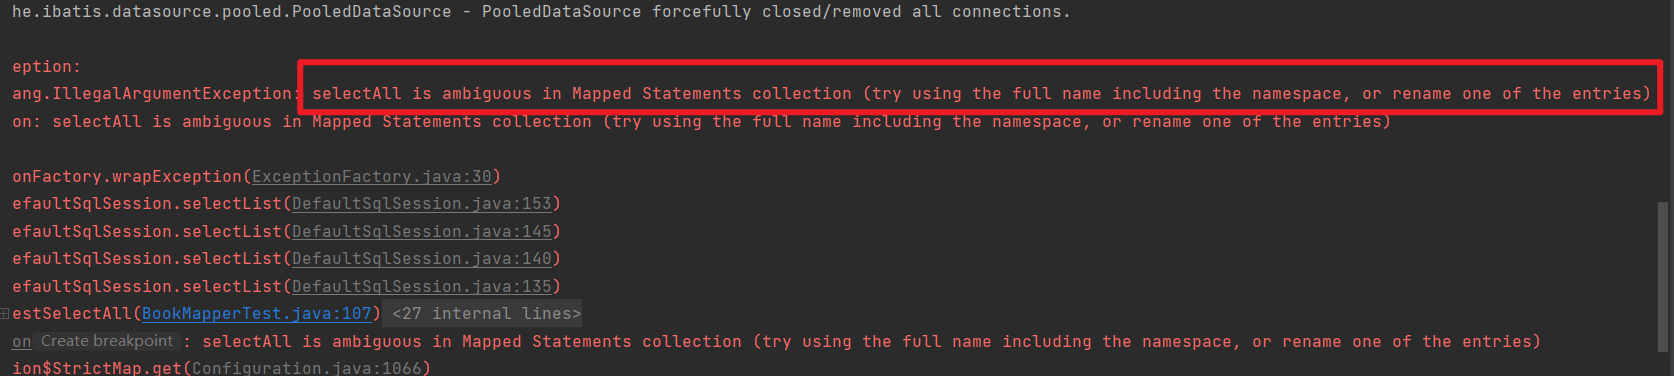 he.ibatis.datasource.pooled.PooledDataSource - PooledDataSource forcefully closed/removed all connections.
eption:
ang.IllegalArgumentException: selectAll is ambiguous in Mapped Statements collection (try using the full name including the namespace, or rename one of the entries)
on: selectAll is ambiguous in Mapped Statements collection (try using the full name including the namespace, or rename one of the entries)
onFactory.wrapException(ExceptionFactory.java:30)
efaultSqlSession.selectList(DefaultSqlSession.java:153)
efaultSqlSession.selectList(DefaultSqlSession.java:145)
efaultSqlSession.selectList(DefaultSqlSession.java:140)
efaultSqlSession.selectList(DefaultSqlSession.java:135)
estSelectAll(BookMapperTest.java:107) <27 internal lines>
on Create breakpoint : selectAll is ambiguous in Mapped Statements collection (try using the full name including the namespace, or rename one of the entries)
ion$StrictMap.get(Configuration.java:1066)